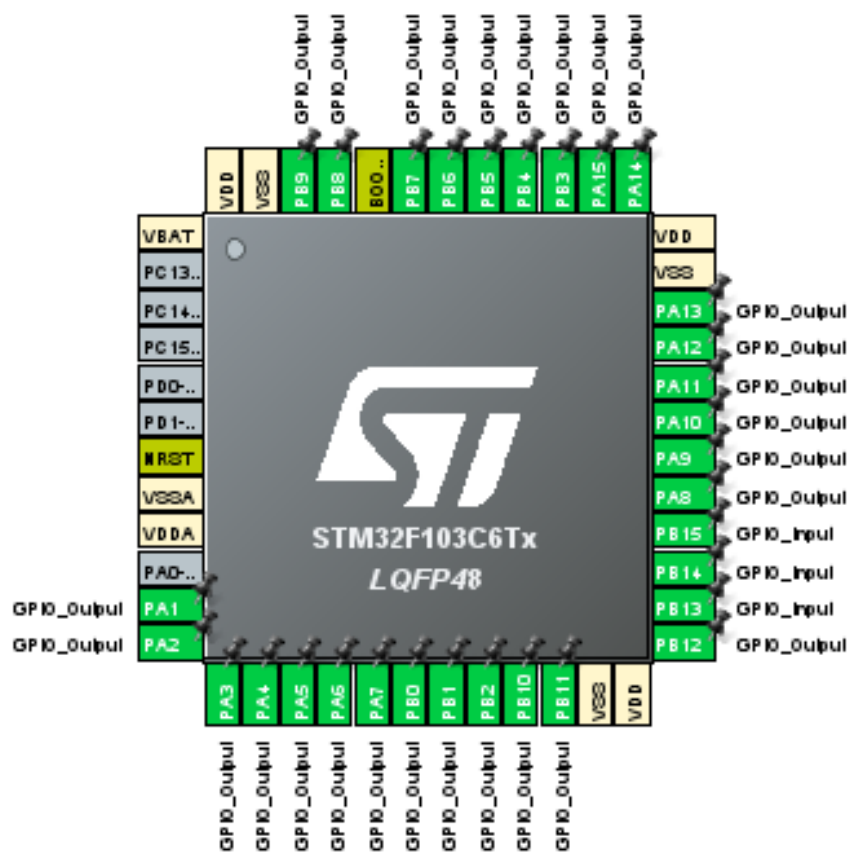 GPIO_Output
GPIO_Output
GPIO_Output
GPIO_Output
GPIO_Output
GPIO_Output
GPIO_Output
GPIO_Output
GPIO_Output
VDD
VSS
PB9
PB8
BOO..
PB7
PB6
PB5
PB4
PB3
PA15
PA14
VBAT
PC13..
PC14..
PC15..
PD0-..
PD1-..
NRST
VSSA
VDDA
PA0-..
GPIO_Output PA1
GPIO_Output PA2
VDD
VSS
PA13 GPIO_Output
PA12 GPIO_Output
PA11 GPIO_Output
PA10 GPIO_Output
PA9 GPIO_Output
PA8 GPIO_Output
PB15 GPIO_Input
PB14 GPIO_Input
PB13 GPIO_Input
PB12 GPIO_Output
ST
STM32F103C6Tx
LQFP48
PA3
PA4
PA5
PA6
PA7
PB0
PB1
PB2
PB10
PB11
VSS
VDD
GPIO_Output
GPIO_Output
GPIO_Output
GPIO_Output
GPIO_Output
GPIO_Output
GPIO_Output
GPIO_Output
GPIO_Output
GPIO_Output